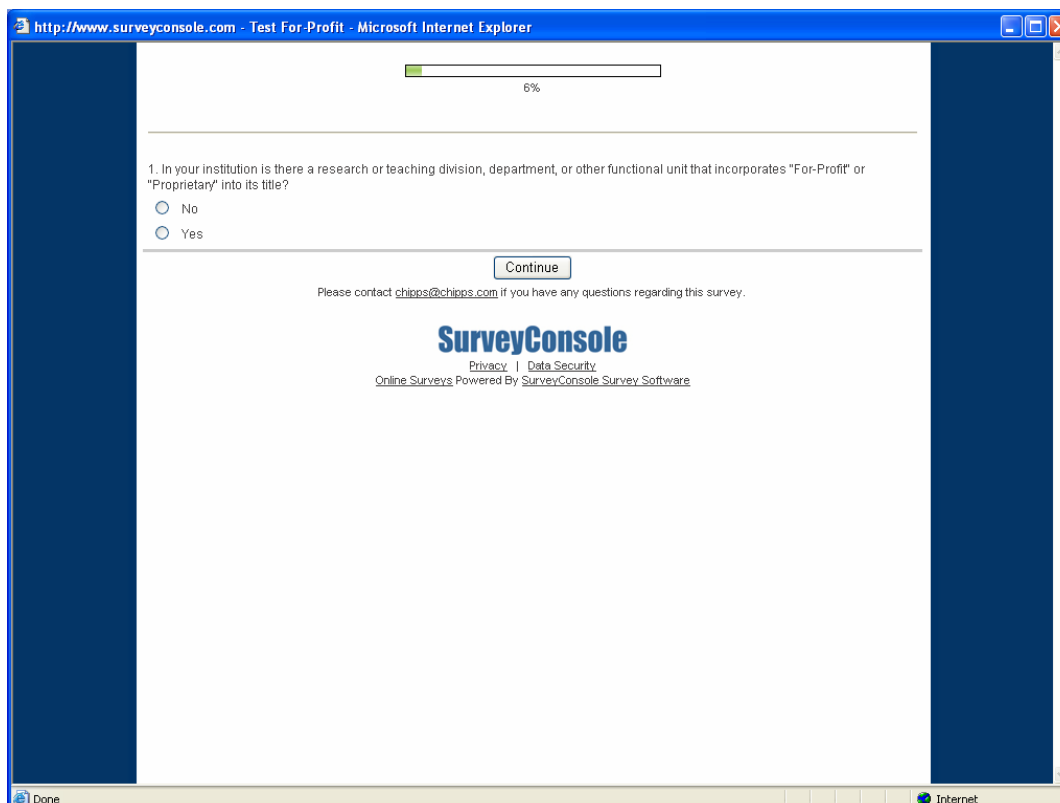 http://www.surveyconsole.com - Test For-Profit - Microsoft Internet Explorer
6%
1. In your institution is there a research or teaching division, department, or other functional unit that incorporates "For-Profit" or
"Proprietary" into its title?
No
Yes
Continue
Please contact chipps@chipps.com if you have any questions regarding this survey.
SurveyConsole
Privacy | Data Security
Online Surveys Powered By SurveyConsole Survey Software
Done
Internet